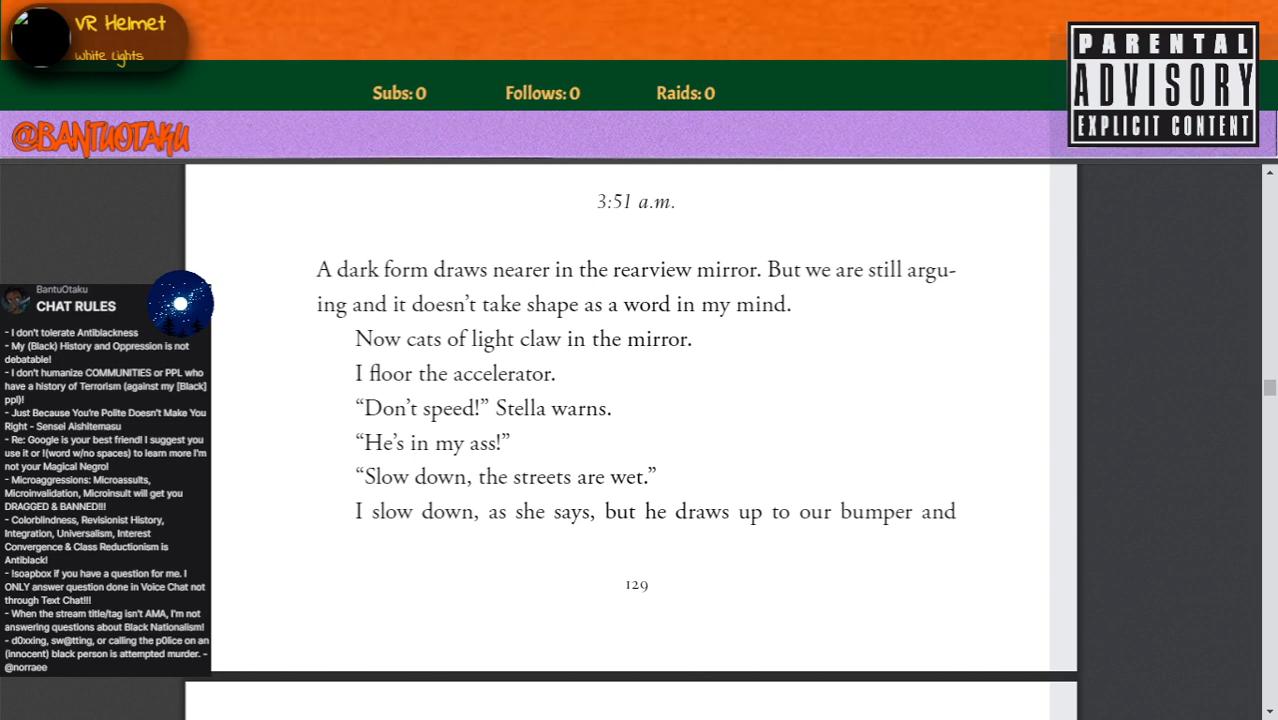 VR Helmet
White Lights
Subs: 0
Follows: 0
Raids: 0
PARENTAL
ADVISORY
EXPLICIT CONTENT
@BANTUOTAKU
3:51 a.m.
A dark form draws nearer in the rearview mirror. But we are still argu-
ing and it doesn’t take shape as a word in my mind.
Now cats of light claw in the mirror.
I floor the accelerator.
“Don’t speed!” Stella warns.
“He’s in my ass!”
“Slow down, the streets are wet.”
I slow down, as she says, but he draws up to our bumper and
129
BantuOtaku
CHAT RULES
- I don't tolerate Antiblackness
- My (Black) History and Oppression is not
debatable!
- I don't humanize COMMUNITIES or PPL who
have a history of Terrorism (against my [Black]
ppl)!
- Just Because You're Polite Doesn't Make You
Right - Sensei Aishitemasu
- Re: Google is your best friend! I suggest you
use it or !(word w/no spaces) to learn more I'm
not your Magical Negro!
- Microaggressions: Microassults,
Microinvalidation, Microinsult will get you
DRAGGED & BANNED!!!
- Colorblindness, Revisionist History,
Integration, Universalism, Interest
Convergence & Class Reductionism is
Antiblack!
- !soapbox if you have a question for me. I
ONLY answer question done in Voice Chat not
through Text Chat!!!
- When the stream title/tag isn't AMA, I'm not
answering questions about Black Nationalism!
- d0xxing, sw@tting, or calling the p0lice on an
(innocent) black person is attempted murder. -
@norraee